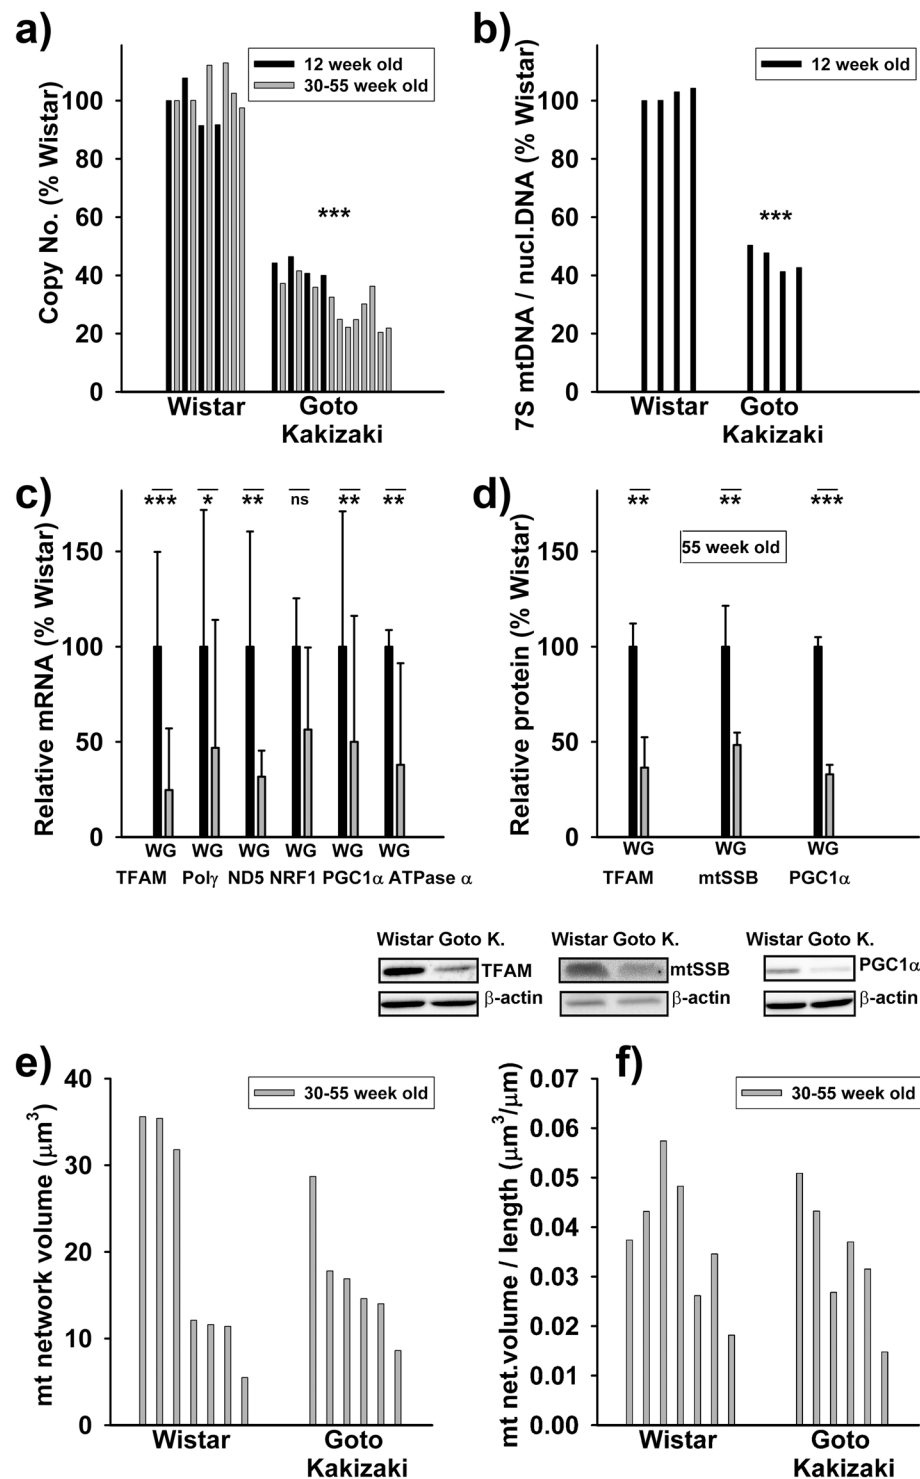 a)
Copy No. (% Wistar)
100
80
60
40
20
0
12 week old
30-55 week old
***
Wistar
Goto
Kakizaki
b)
7S mtDNA / nucl.DNA (% Wistar)
100
80
60
40
20
0
12 week old
***
Wistar
Goto
Kakizaki
c)
Relative mRNA (% Wistar)
150
100
50
0
*** * ** ns ** **
WG WG WG WG WG WG
TFAM Polγ ND5 NRF1 PGC1α ATPase α
d)
Relative protein (% Wistar)
150
100
50
0
** ** ***
55 week old
WG WG WG
TFAM mtSSB PGC1α
Wistar Goto K.
TFAM
β-actin
Wistar Goto K.
mtSSB
β-actin
Wistar Goto K.
PGC1α
β-actin
e)
mt network volume (μm³)
40
30
20
10
0
30-55 week old
Wistar
Goto
Kakizaki
f)
mt net.volume / length (μm³/μm)
0.07
0.06
0.05
0.04
0.03
0.02
0.01
0.00
30-55 week old
Wistar
Goto
Kakizaki